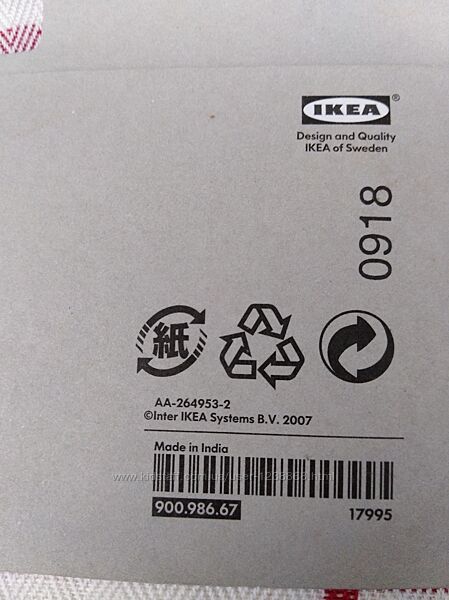 IKEA®
Design and Quality
IKEA of Sweden
0918
紙
AA-264953-2
©Inter IKEA Systems B.V. 2007
Made in India
900.986.67
17995